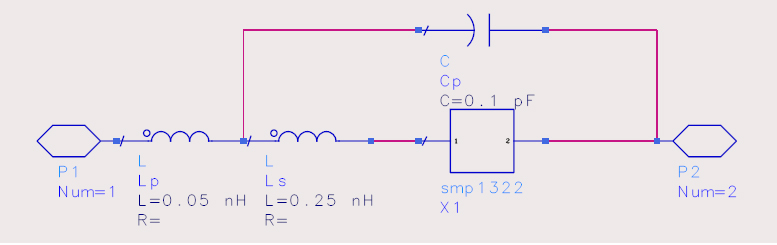 C
Cp
C=0.1 pF
1 2
P1
Num=1
L
Lp
L=0.05 nH
R=
L
Ls
L=0.25 nH
R=
smp1322
X1
P2
Num=2